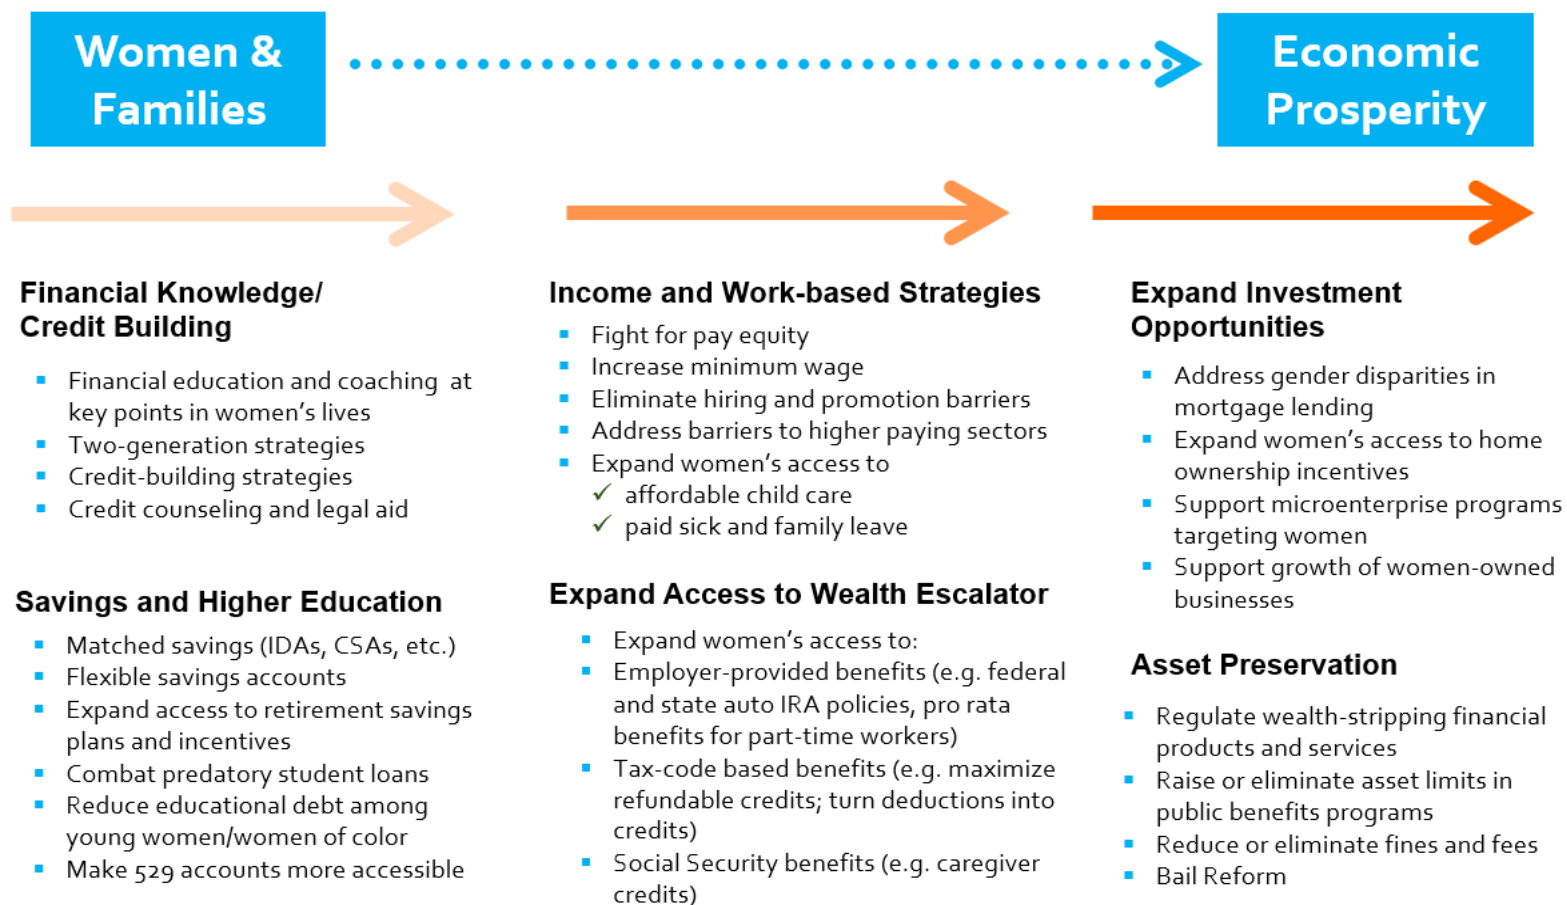 Women &
Families
Economic
Prosperity
Financial Knowledge/
Credit Building
▪ Financial education and coaching at
key points in women's lives
▪ Two-generation strategies
▪ Credit-building strategies
▪ Credit counseling and legal aid
Savings and Higher Education
▪ Matched savings (IDAs, CSAs, etc.)
▪ Flexible savings accounts
▪ Expand access to retirement savings
plans and incentives
▪ Combat predatory student loans
▪ Reduce educational debt among
young women/women of color
▪ Make 529 accounts more accessible
Income and Work-based Strategies
▪ Fight for pay equity
▪ Increase minimum wage
▪ Eliminate hiring and promotion barriers
▪ Address barriers to higher paying sectors
▪ Expand women's access to
✓ affordable child care
✓ paid sick and family leave
Expand Access to Wealth Escalator
▪ Expand women's access to:
▪ Employer-provided benefits (e.g. federal
and state auto IRA policies, pro rata
benefits for part-time workers)
▪ Tax-code based benefits (e.g. maximize
refundable credits; turn deductions into
credits)
▪ Social Security benefits (e.g. caregiver
credits)
Expand Investment
Opportunities
▪ Address gender disparities in
mortgage lending
▪ Expand women's access to home
ownership incentives
▪ Support microenterprise programs
targeting women
▪ Support growth of women-owned
businesses
Asset Preservation
▪ Regulate wealth-stripping financial
products and services
▪ Raise or eliminate asset limits in
public benefits programs
▪ Reduce or eliminate fines and fees
▪ Bail Reform